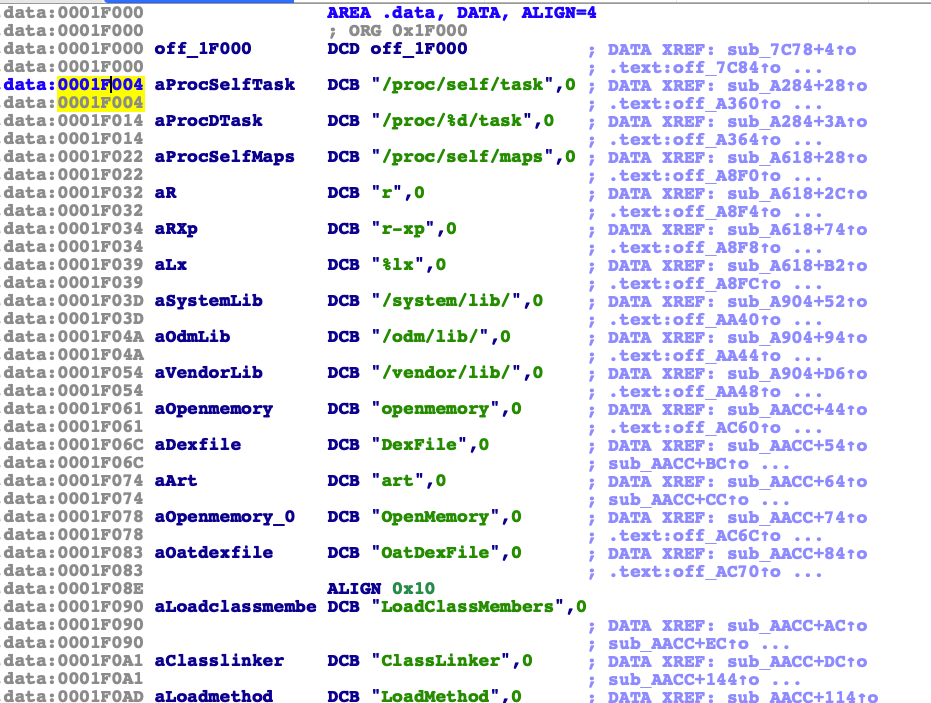 .data:0001F000 AREA .data, DATA, ALIGN=4
.data:0001F000 ; ORG 0x1F000
.data:0001F000 off_1F000 DCD off_1F000 ; DATA XREF: sub_7C78+4↑o
.data:0001F000 ; .text:off_7C84↑o ...
.data:0001F004 aProcSelfTask DCB "/proc/self/task",0 ; DATA XREF: sub_A284+28↑o
.data:0001F004 ; .text:off_A360↑o ...
.data:0001F014 aProcDTask DCB "/proc/%d/task",0 ; DATA XREF: sub_A284+3A↑o
.data:0001F014 ; .text:off_A364↑o ...
.data:0001F022 aProcSelfMaps DCB "/proc/self/maps",0 ; DATA XREF: sub_A618+28↑o
.data:0001F022 ; .text:off_A8F0↑o ...
.data:0001F032 aR DCB "r",0 ; DATA XREF: sub_A618+2C↑o
.data:0001F032 ; .text:off_A8F4↑o ...
.data:0001F034 aRXp DCB "r-xp",0 ; DATA XREF: sub_A618+74↑o
.data:0001F034 ; .text:off_A8F8↑o ...
.data:0001F039 aLx DCB "%lx",0 ; DATA XREF: sub_A618+B2↑o
.data:0001F039 ; .text:off_A8FC↑o ...
.data:0001F03D aSystemLib DCB "/system/lib/",0 ; DATA XREF: sub_A904+52↑o
.data:0001F03D ; .text:off_AA40↑o ...
.data:0001F04A aOdmLib DCB "/odm/lib/",0 ; DATA XREF: sub_A904+94↑o
.data:0001F04A ; .text:off_AA44↑o ...
.data:0001F054 aVendorLib DCB "/vendor/lib/",0 ; DATA XREF: sub_A904+D6↑o
.data:0001F054 ; .text:off_AA48↑o ...
.data:0001F061 aOpenmemory DCB "openmemory",0 ; DATA XREF: sub_AACC+44↑o
.data:0001F061 ; .text:off_AC60↑o ...
.data:0001F06C aDexfile DCB "DexFile",0 ; DATA XREF: sub_AACC+54↑o
.data:0001F06C ; sub_AACC+BC↑o ...
.data:0001F074 aArt DCB "art",0 ; DATA XREF: sub_AACC+64↑o
.data:0001F074 ; sub_AACC+CC↑o ...
.data:0001F078 aOpenmemory_0 DCB "OpenMemory",0 ; DATA XREF: sub_AACC+74↑o
.data:0001F078 ; .text:off_AC6C↑o ...
.data:0001F083 aOatdexfile DCB "OatDexFile",0 ; DATA XREF: sub_AACC+84↑o
.data:0001F083 ; .text:off_AC70↑o ...
.data:0001F08E ALIGN 0x10
.data:0001F090 aLoadclassmembe DCB "LoadClassMembers",0
.data:0001F090 ; DATA XREF: sub_AACC+AC↑o
.data:0001F090 ; sub_AACC+EC↑o ...
.data:0001F0A1 aClasslinker DCB "ClassLinker",0 ; DATA XREF: sub_AACC+DC↑o
.data:0001F0A1 ; sub_AACC+144↑o ...
.data:0001F0AD aLoadmethod DCB "LoadMethod",0 ; DATA XREF: sub_AACC+114↑o